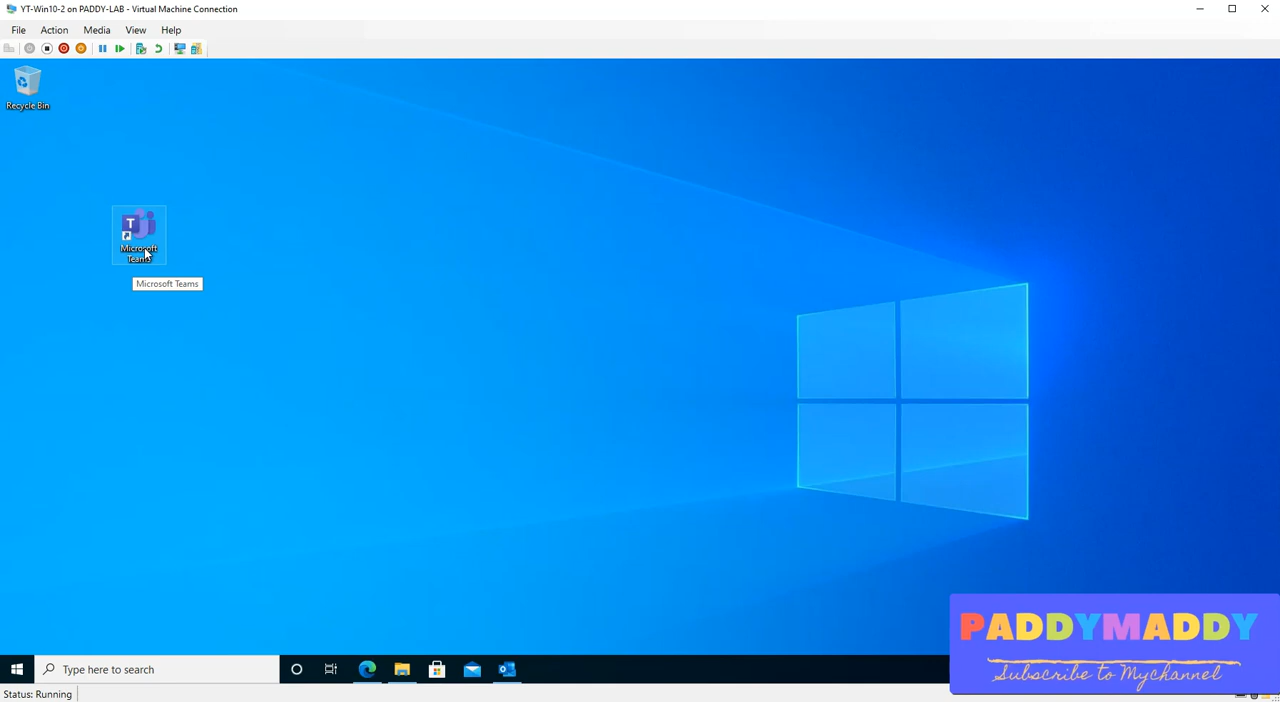 YT-Win10-2 on PADDY-LAB - Virtual Machine Connection
File Action Media View Help
Recycle Bin
Microsoft
Teams
Microsoft Teams
PADDYMADDY
Subscribe to Mychannel
Type here to search
Status: Running